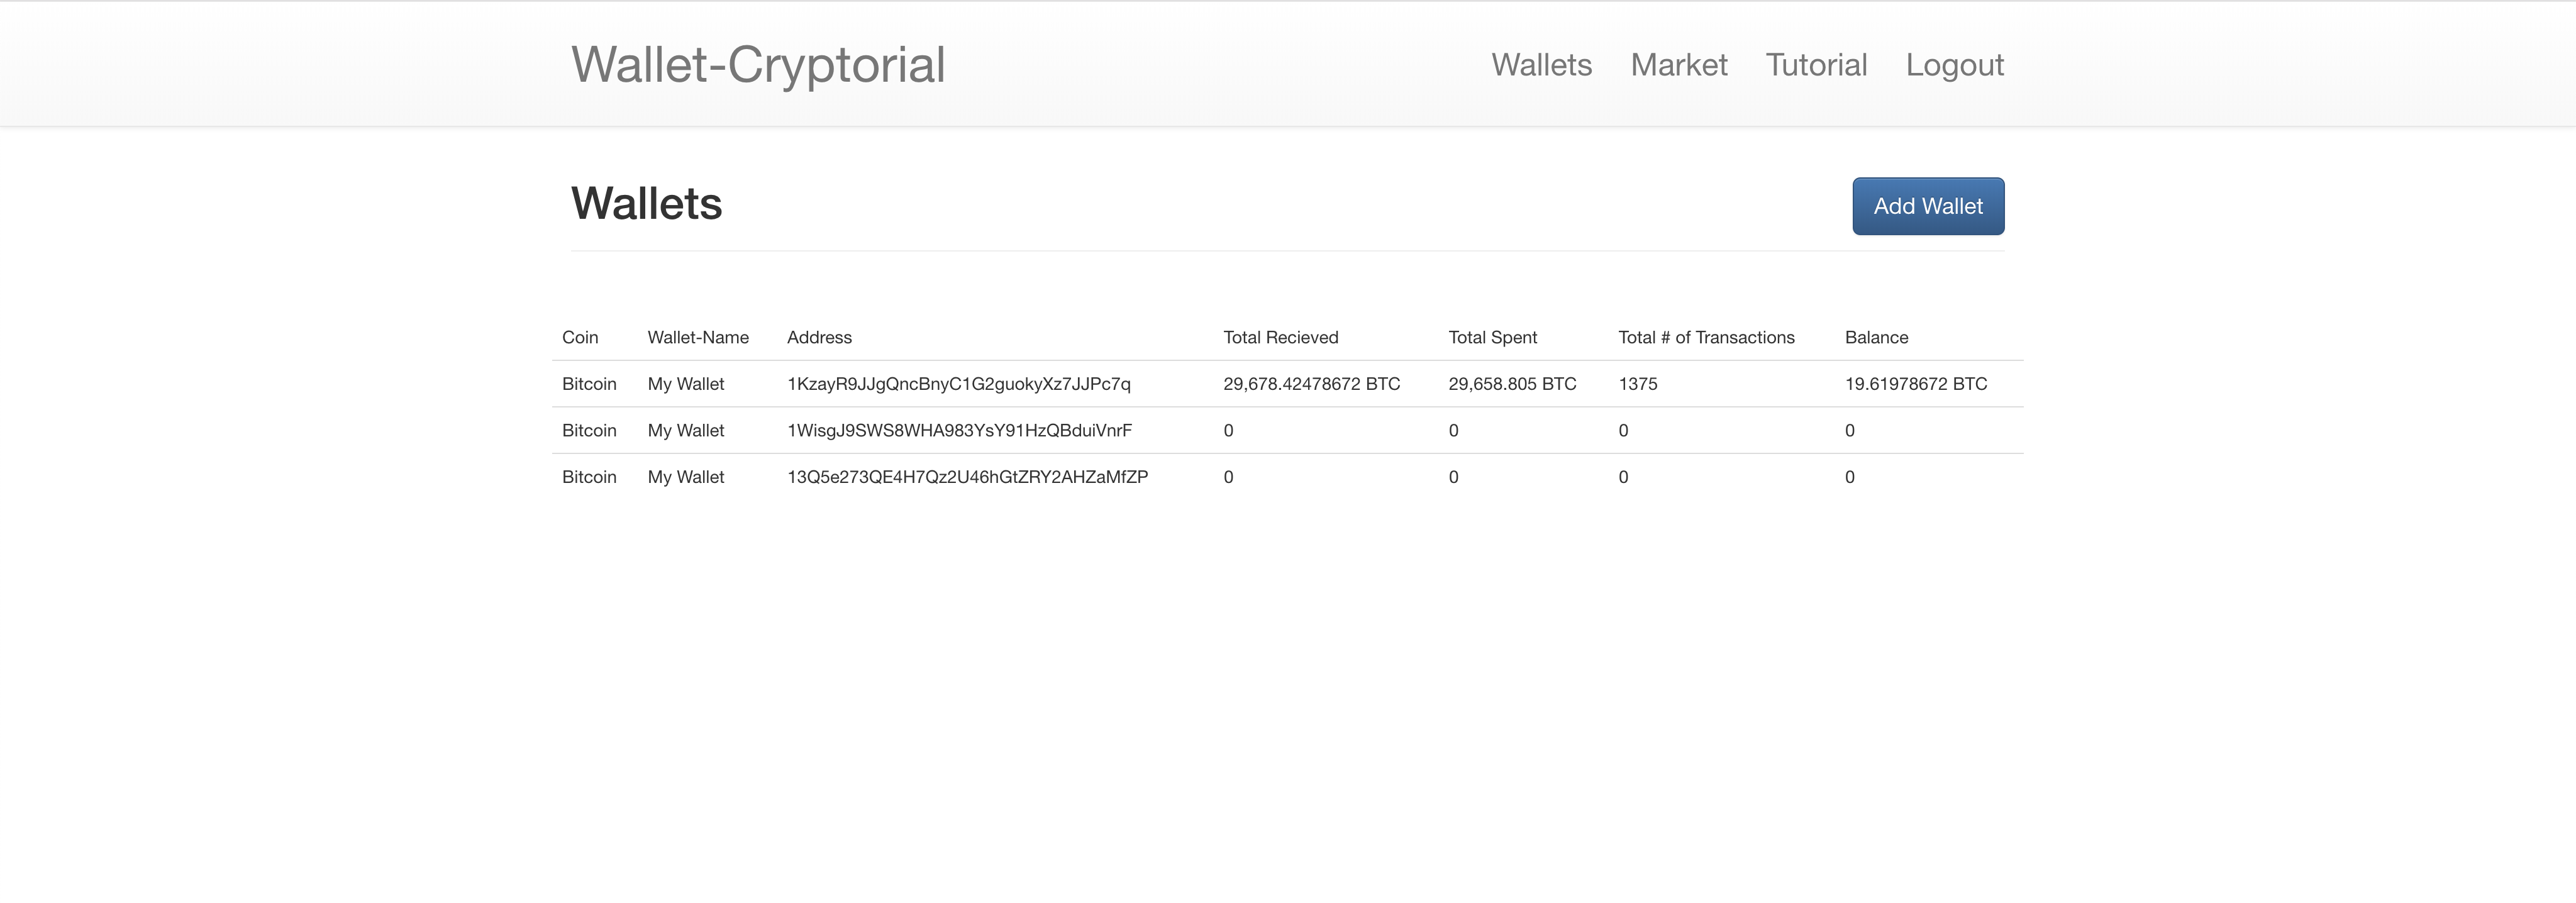 Wallet-Cryptorial Wallets Market Tutorial Logout
Wallets Add Wallet
Coin Wallet-Name Address Total Recieved Total Spent Total # of Transactions Balance
Bitcoin My Wallet 1KzayR9JJgQncBnyC1G2guokyXz7JJPc7q 29,678.42478672 BTC 29,658.805 BTC 1375 19.61978672 BTC
Bitcoin My Wallet 1WisgJ9SWS8WHA983YsY91HzQBduiVnrF 0 0 0 0
Bitcoin My Wallet 13Q5e273QE4H7Qz2U46hGtZRY2AHZaMfZP 0 0 0 0